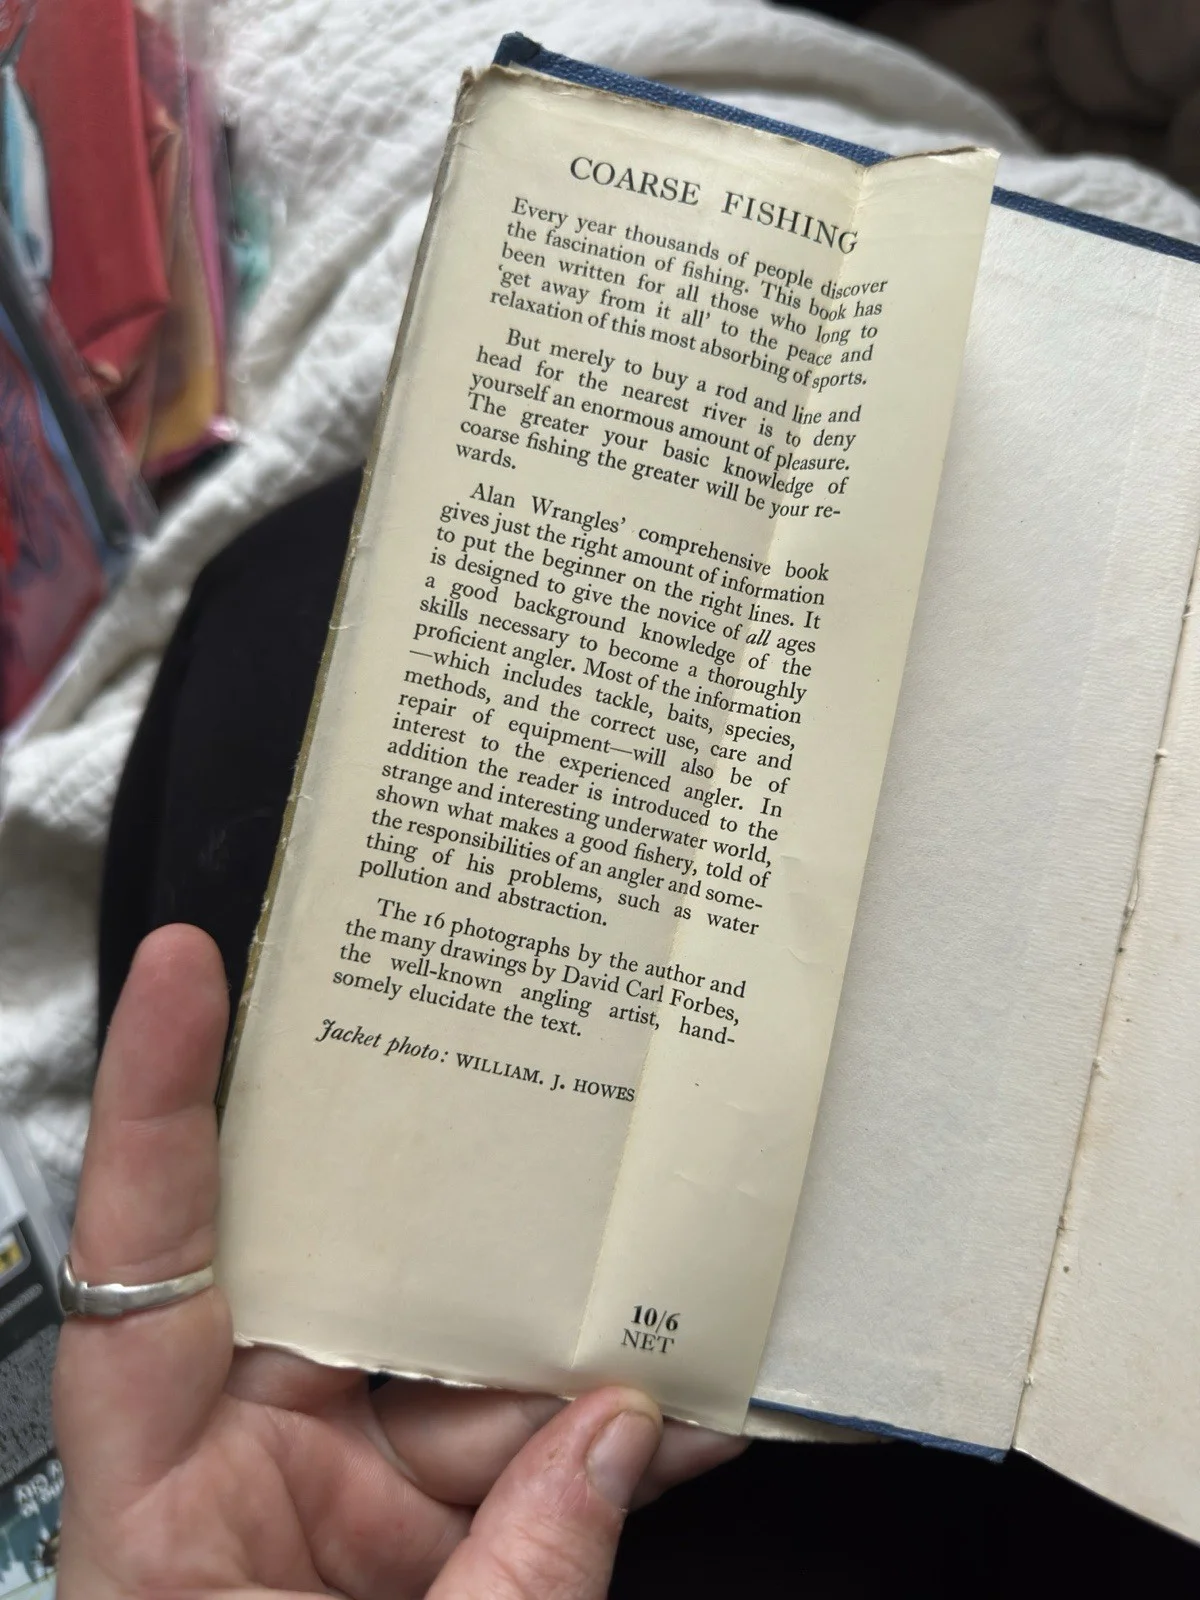 COARSE FISHING
Every year thousands of people discover
the fascination of fishing. This book has
been written for all those who long to
‘get away from it all’ to the peace and
relaxation of this most absorbing of sports.
But merely to buy a rod and line and
head for the nearest river is to deny
yourself an enormous amount of pleasure.
The greater your basic knowledge of
coarse fishing the greater will be your re-
wards.
Alan Wrangles’ comprehensive book
gives just the right amount of information
to put the beginner on the right lines. It
is designed to give the novice of all ages
a good background knowledge of the
skills necessary to become a thoroughly
proficient angler. Most of the information
—which includes tackle, baits, species,
methods, and the correct use, care and
repair of equipment—will also be of
interest to the experienced angler. In
addition the reader is introduced to the
strange and interesting underwater world,
shown what makes a good fishery, told of
the responsibilities of an angler and some-
thing of his problems, such as water
pollution and abstraction.
The 16 photographs by the author and
the many drawings by David Carl Forbes,
the well-known angling artist, hand-
somely elucidate the text.
Jacket photo: WILLIAM. J. HOWES
10/6
NET